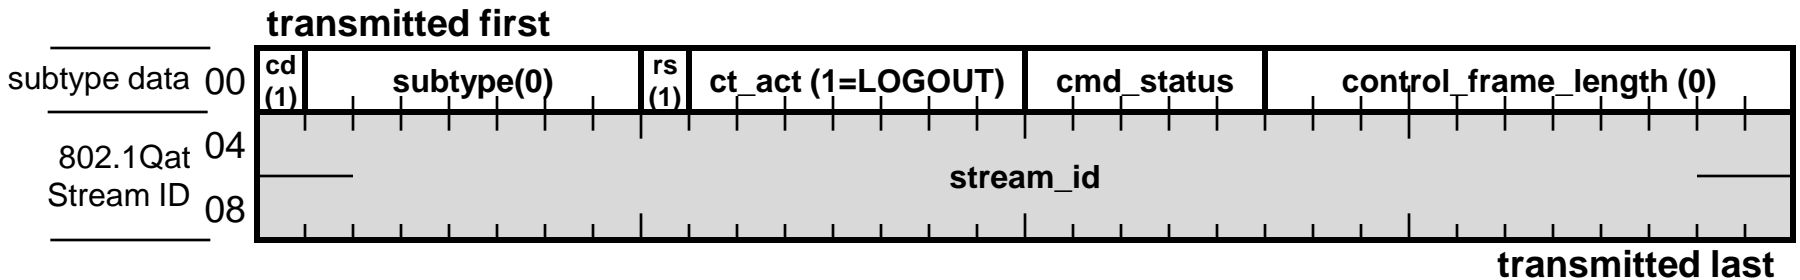 transmitted first
subtype data 00 cd (1) subtype(0) rs (1) ct_act (1=LOGOUT) cmd_status control_frame_length (0)
802.1Qat Stream ID 04
stream_id
08
transmitted last